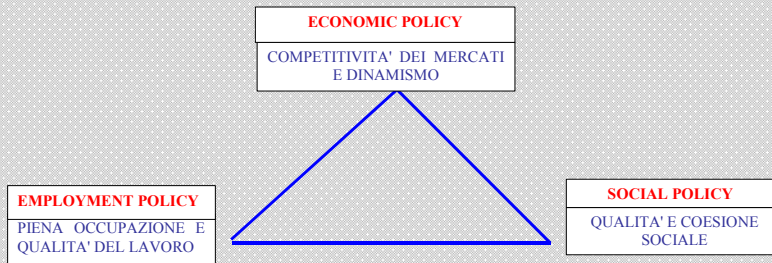 ECONOMIC POLICY
COMPETITIVITA' DEI MERCATI
E DINAMISMO
EMPLOYMENT POLICY
PIENA OCCUPAZIONE E
QUALITA' DEL LAVORO
SOCIAL POLICY
QUALITA' E COESIONE
SOCIALE